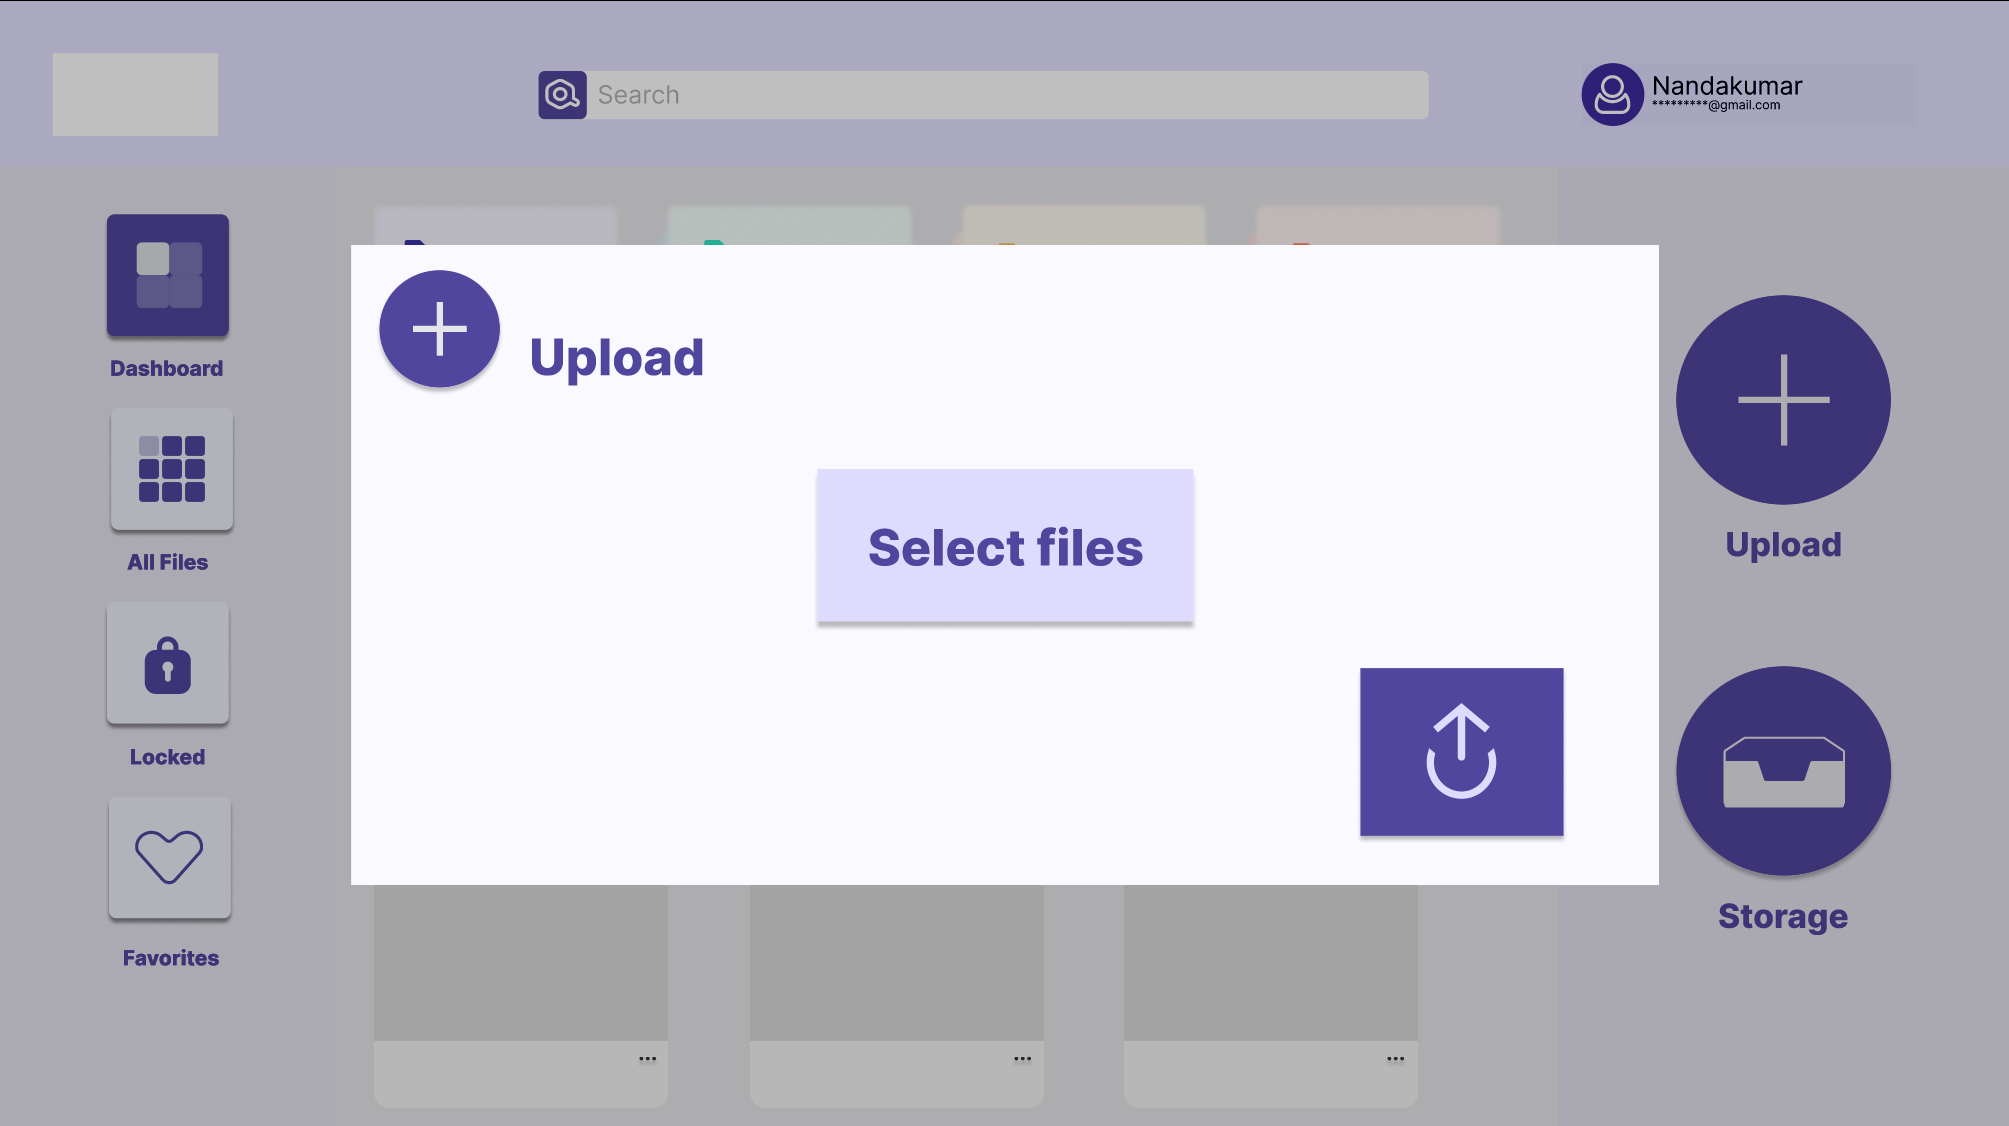 Search
Nandakumar
*********@gmail.com
Dashboard
All Files
Locked
Favorites
Upload
Select files
Upload
Storage